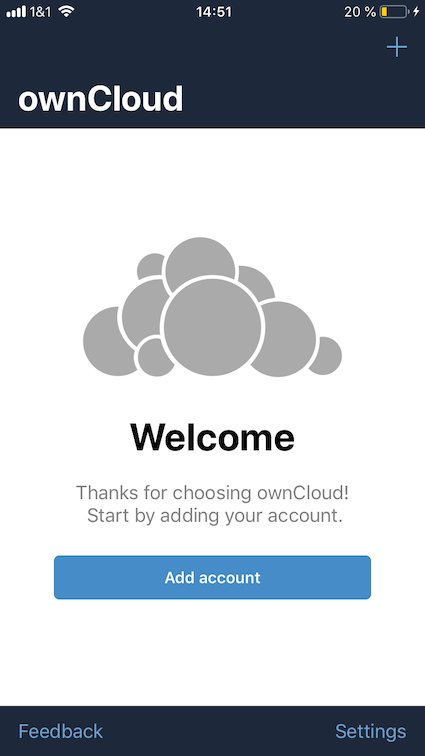 1&1 14:51 20 %
ownCloud
Welcome
Thanks for choosing ownCloud!
Start by adding your account.
Add account
Feedback Settings